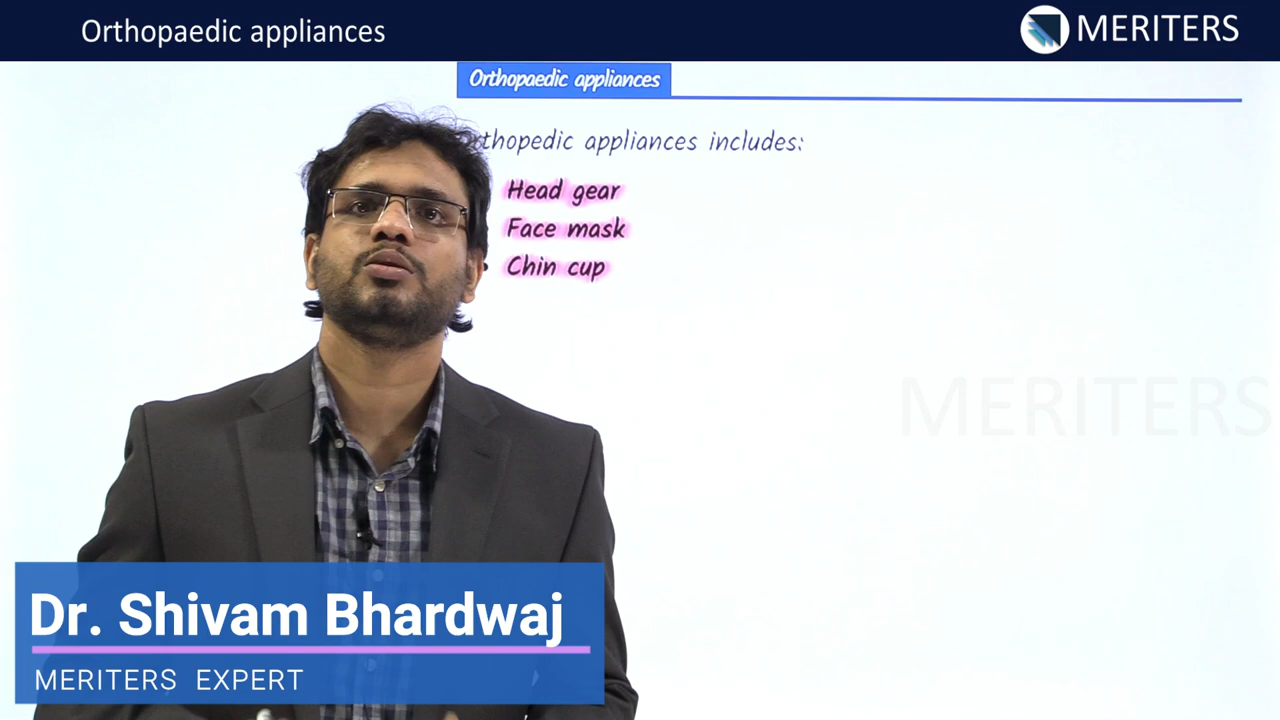 Orthopaedic appliances
MERITERS
Orthopaedic appliances
Orthopedic appliances includes:
Head gear
Face mask
• Chin cup
MERITERS
Dr. Shivam Bhardwaj
MERITERS EXPERT